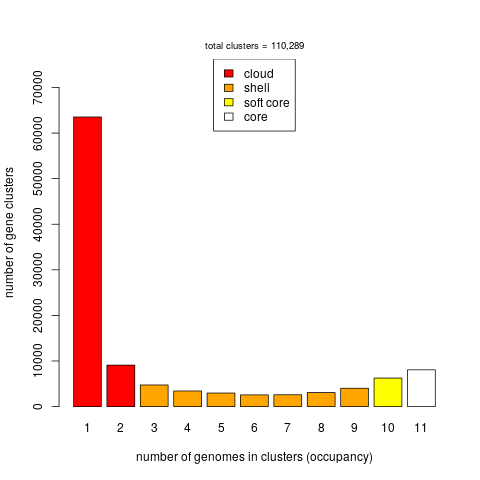 total clusters = 110,289
cloud
shell
soft core
core
number of gene clusters
70000
60000
50000
40000
30000
20000
10000
0
1 2 3 4 5 6 7 8 9 10 11
number of genomes in clusters (occupancy)